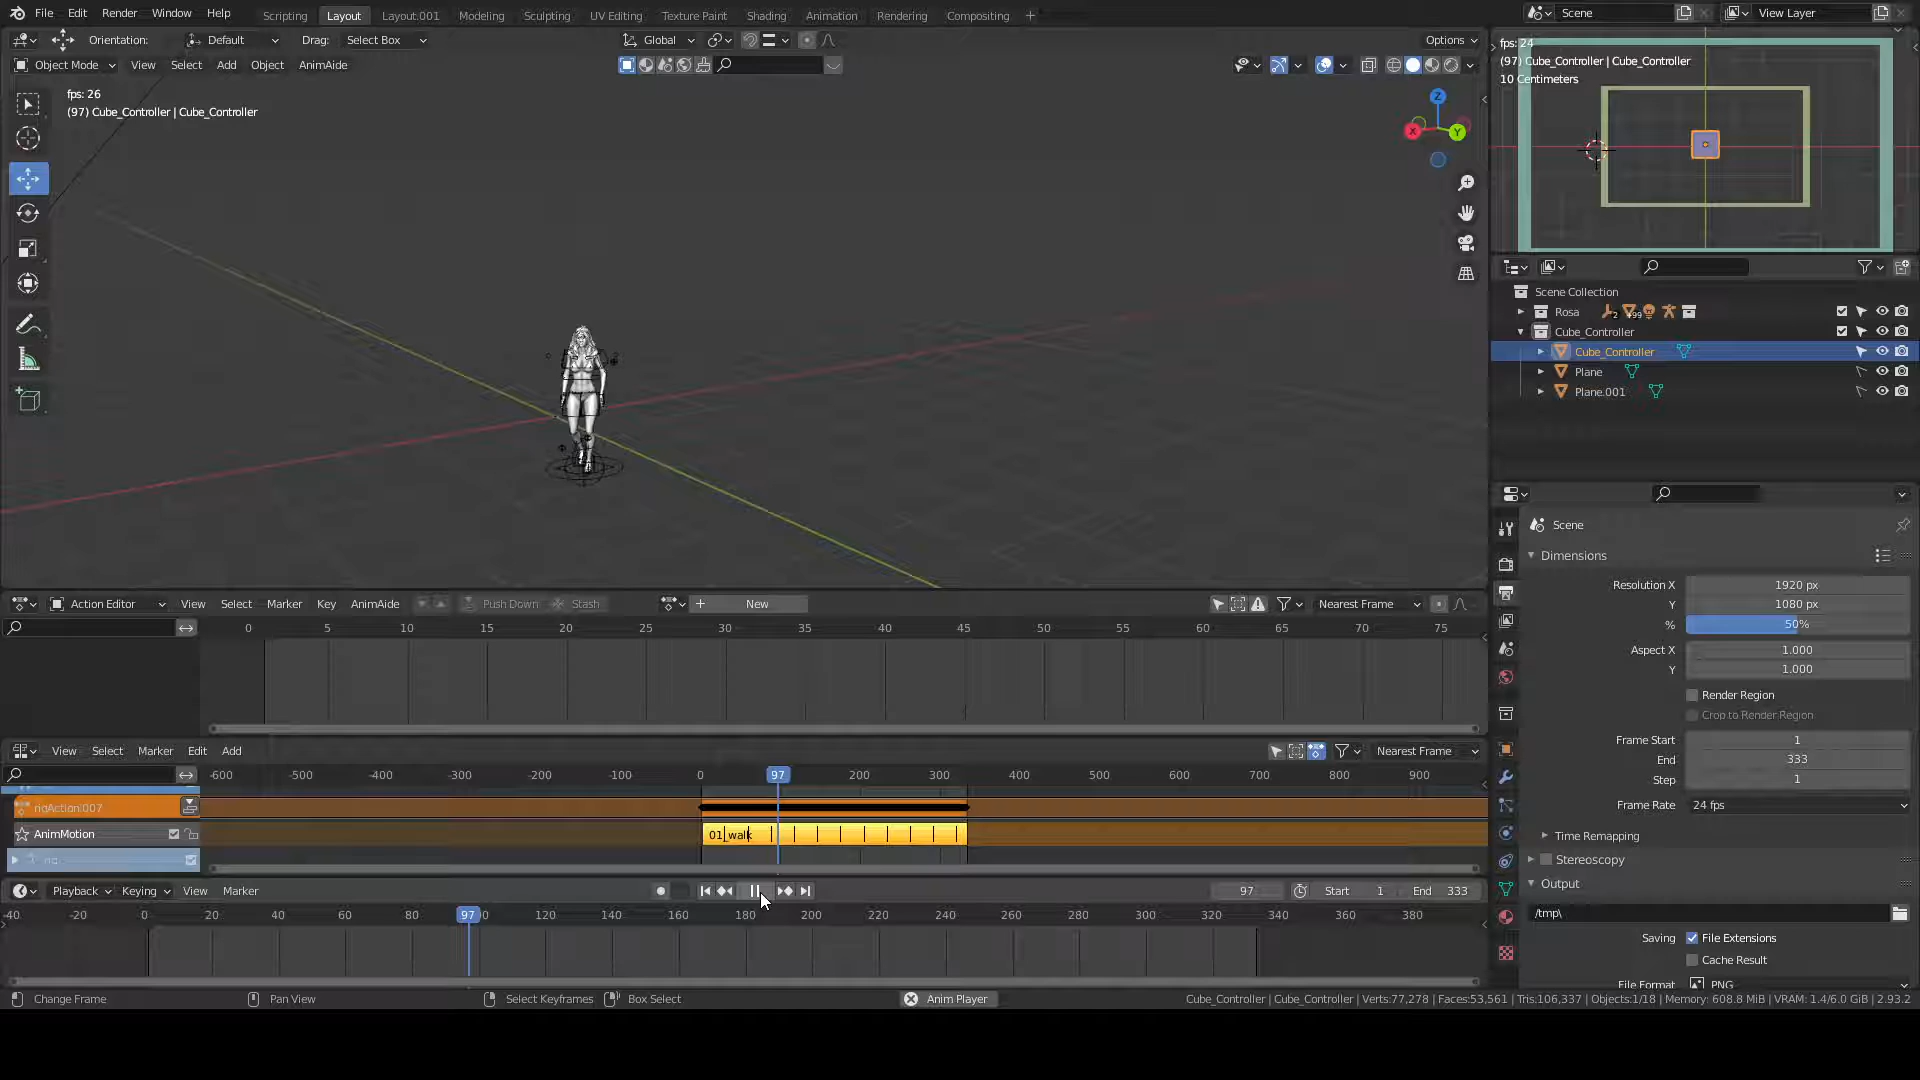 File Edit Render Window Help Scripting Layout Layout.001 Modeling Sculpting UV Editing Texture Paint Shading Animation Rendering Compositing + Scene View Layer
Orientation: Default Drag: Select Box Global Options
Object Mode View Select Add Object AnimAide
fps: 26
(97) Cube_Controller | Cube_Controller
Z
X
Y
fps: 24
(97) Cube_Controller | Cube_Controller
10 Centimeters
Scene Collection
Rosa 2 +99
Cube_Controller
Cube_Controller
Plane
Plane.001
Scene
Dimensions
Resolution X 1920 px
Y 1080 px
% 50%
Aspect X 1.000
Y 1.000
Render Region
Crop to Render Region
Frame Start 1
End 333
Step 1
Frame Rate 24 fps
Time Remapping
Stereoscopy
Output
/tmp\
Saving File Extensions
Cache Result
File Format PNG
Action Editor View Select Marker Key AnimAide Push Down Stash + New Nearest Frame
0 5 10 15 20 25 30 35 40 45 50 55 60 65 70 75
View Select Marker Edit Add Nearest Frame
-600 -500 -400 -300 -200 -100 0 97 200 300 400 500 600 700 800 900
AnimMotion 01_walk
Playback Keying View Marker 97 Start 1 End 333
-40 -20 0 20 40 60 80 97 120 140 160 180 200 220 240 260 280 300 320 340 360 380
Change Frame Pan View Select Keyframes Box Select Anim Player Cube_Controller | Cube_Controller | Verts:77,278 | Faces:53,561 | Tris:106,337 | Objects:1/18 | Memory: 608.8 MiB | VRAM: 1.4/6.0 GiB | 2.93.2